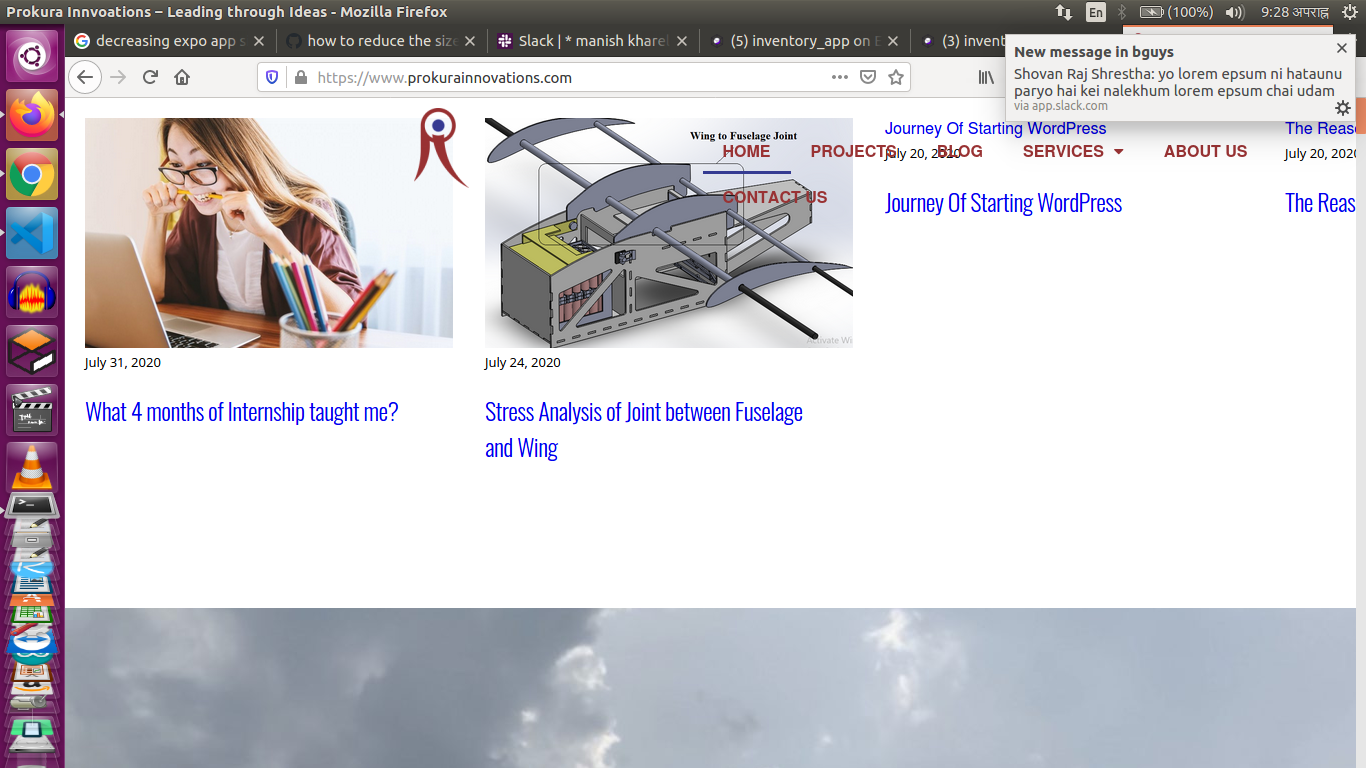 Prokura Innvoations – Leading through Ideas - Mozilla Firefox
En
(100%)
9:28 अपराह्न
decreasing expo app s
how to reduce the size
Slack | * manish kharel
(5) inventory_app on E
(3) invent
New message in bguys
Shovan Raj Shrestha: yo lorem epsum ni hataunu
paryo hai kei nalekhum lorem epsum chai udam
via app.slack.com
https://www.prokurainnovations.com
Wing to Fuselage Joint
HOME
PROJECTS
BLOG
SERVICES
ABOUT US
CONTACT US
Journey Of Starting WordPress
July 20, 2020
Journey Of Starting WordPress
The Reaso
July 20, 2020
The Reas
Activate Wi
July 31, 2020
What 4 months of Internship taught me?
July 24, 2020
Stress Analysis of Joint between Fuselage
and Wing